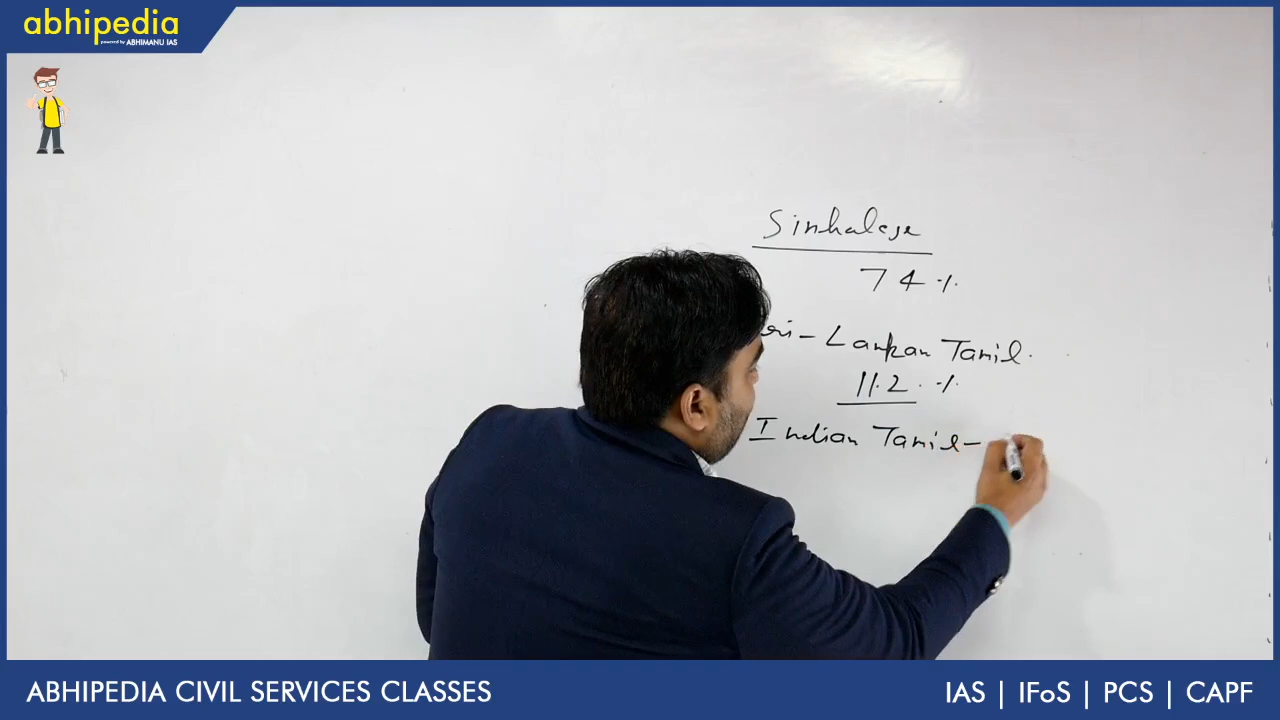 abhipedia
powered by ABHIMANU IAS
Sinhalese
74 %
Sri-Lankan Tamil.
11.2. %
Indian Tamil-
ABHIPEDIA CIVIL SERVICES CLASSES
IAS | IFoS | PCS | CAPF